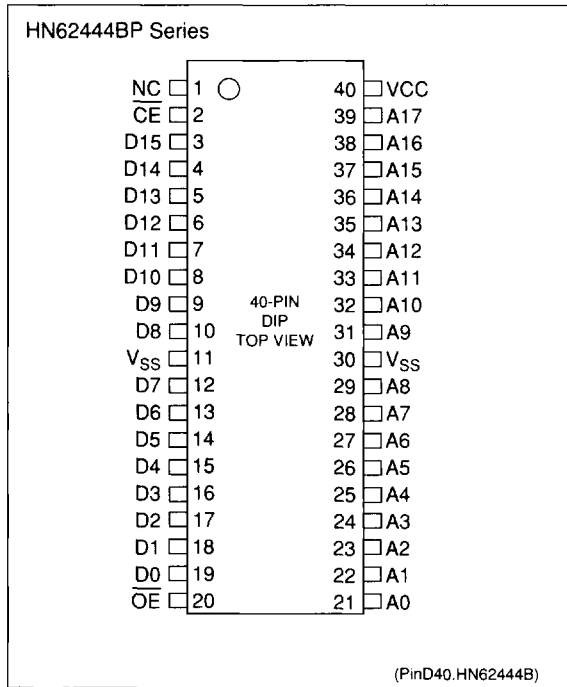 HN62444BP Series
NC 1 40 VCC
CE 2 39 A17
D15 3 38 A16
D14 4 37 A15
D13 5 36 A14
D12 6 35 A13
D11 7 34 A12
D10 8 33 A11
D9 9 40-PIN 32 A10
D8 10 DIP 31 A9
TOP VIEW
VSS 11 30 VSS
D7 12 29 A8
D6 13 28 A7
D5 14 27 A6
D4 15 26 A5
D3 16 25 A4
D2 17 24 A3
D1 18 23 A2
D0 19 22 A1
OE 20 21 A0
(PinD40.HN62444B)